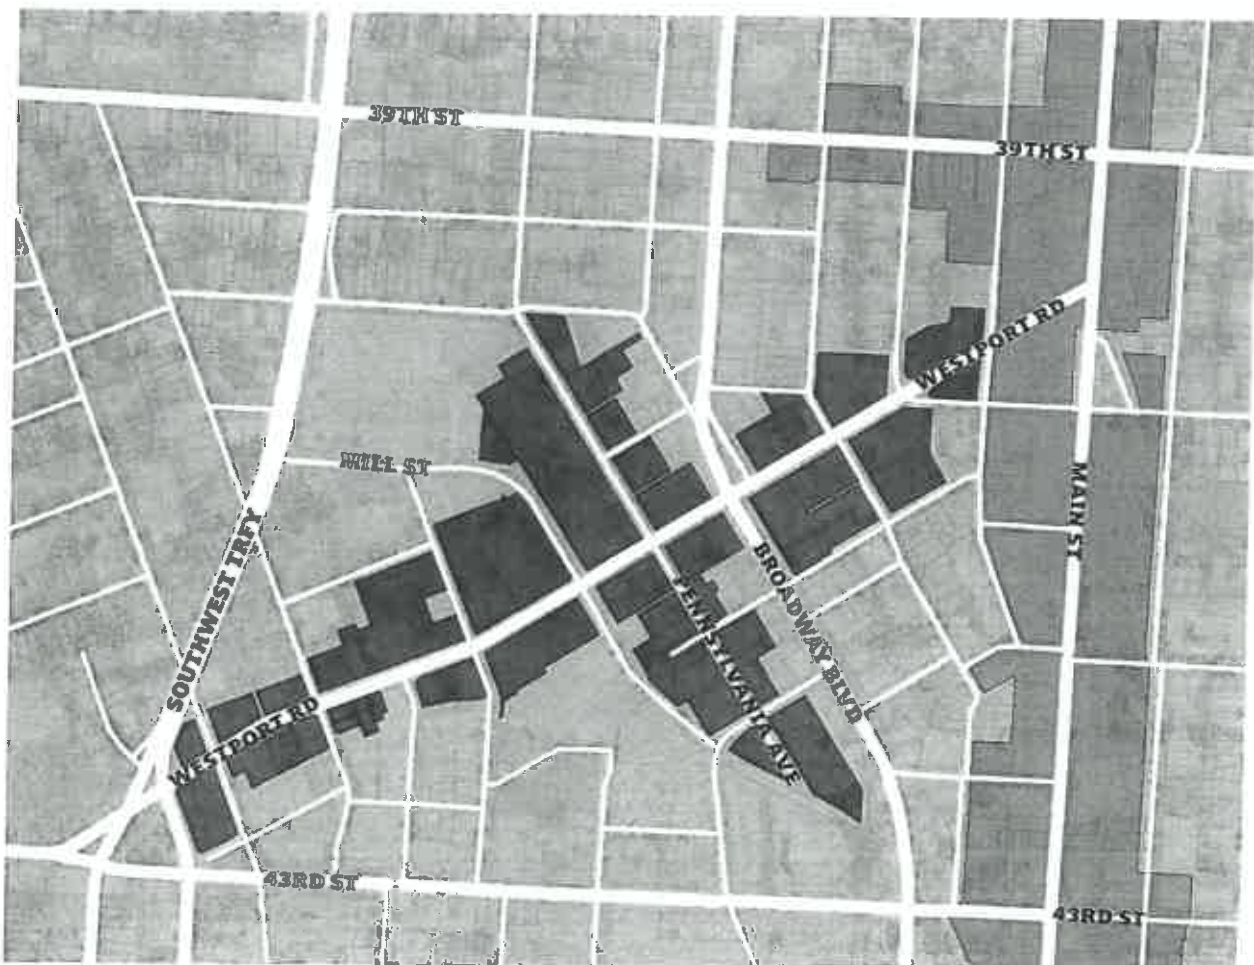 39TH ST
39TH ST
WESTPORT RD
MILL ST
MAIN ST
SOUTHWEST TRFY
BROADWAY BLVD
PENNSYLVANIA AVE
WESTPORT RD
43RD ST
43RD ST